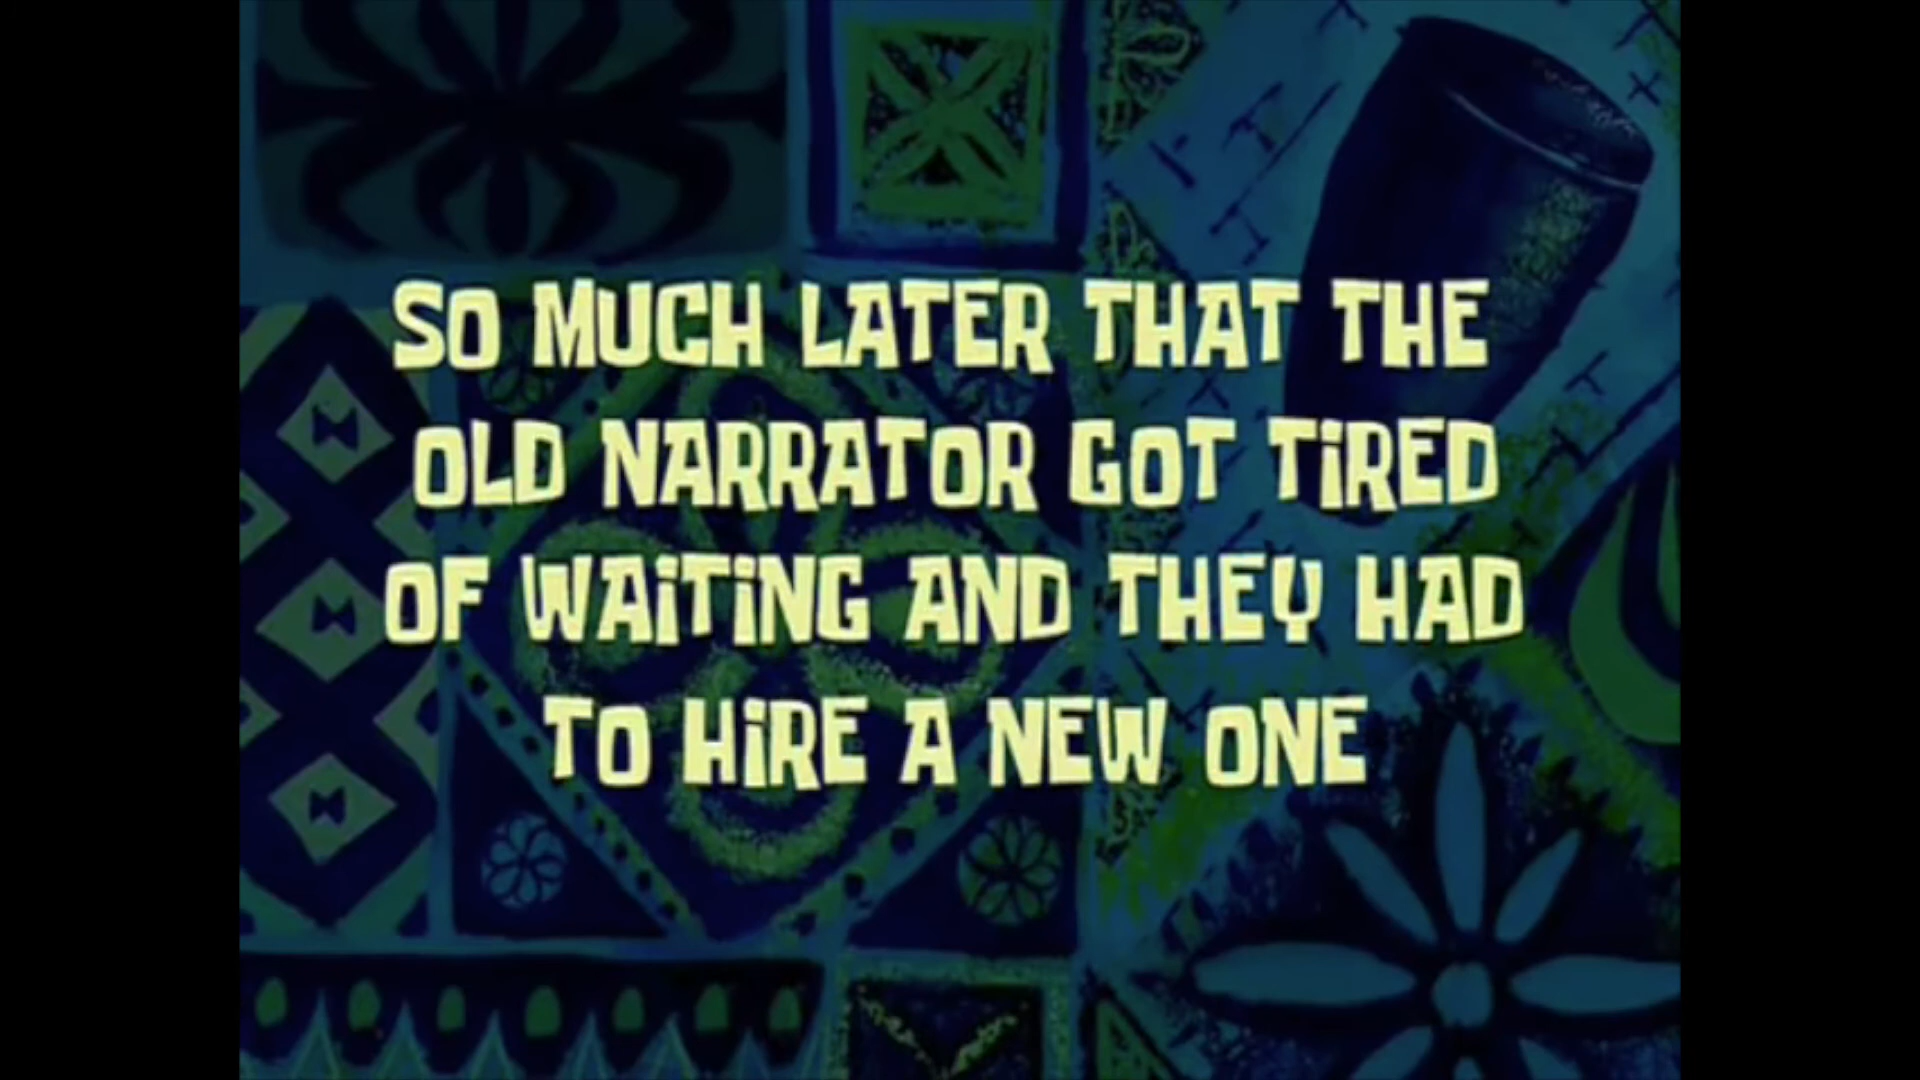 SO MUCH LATER THAT THE
OLD NARRATOR GOT TiRED
OF WAiTiNG AND THEY HAD
TO HiRE A NEW ONE